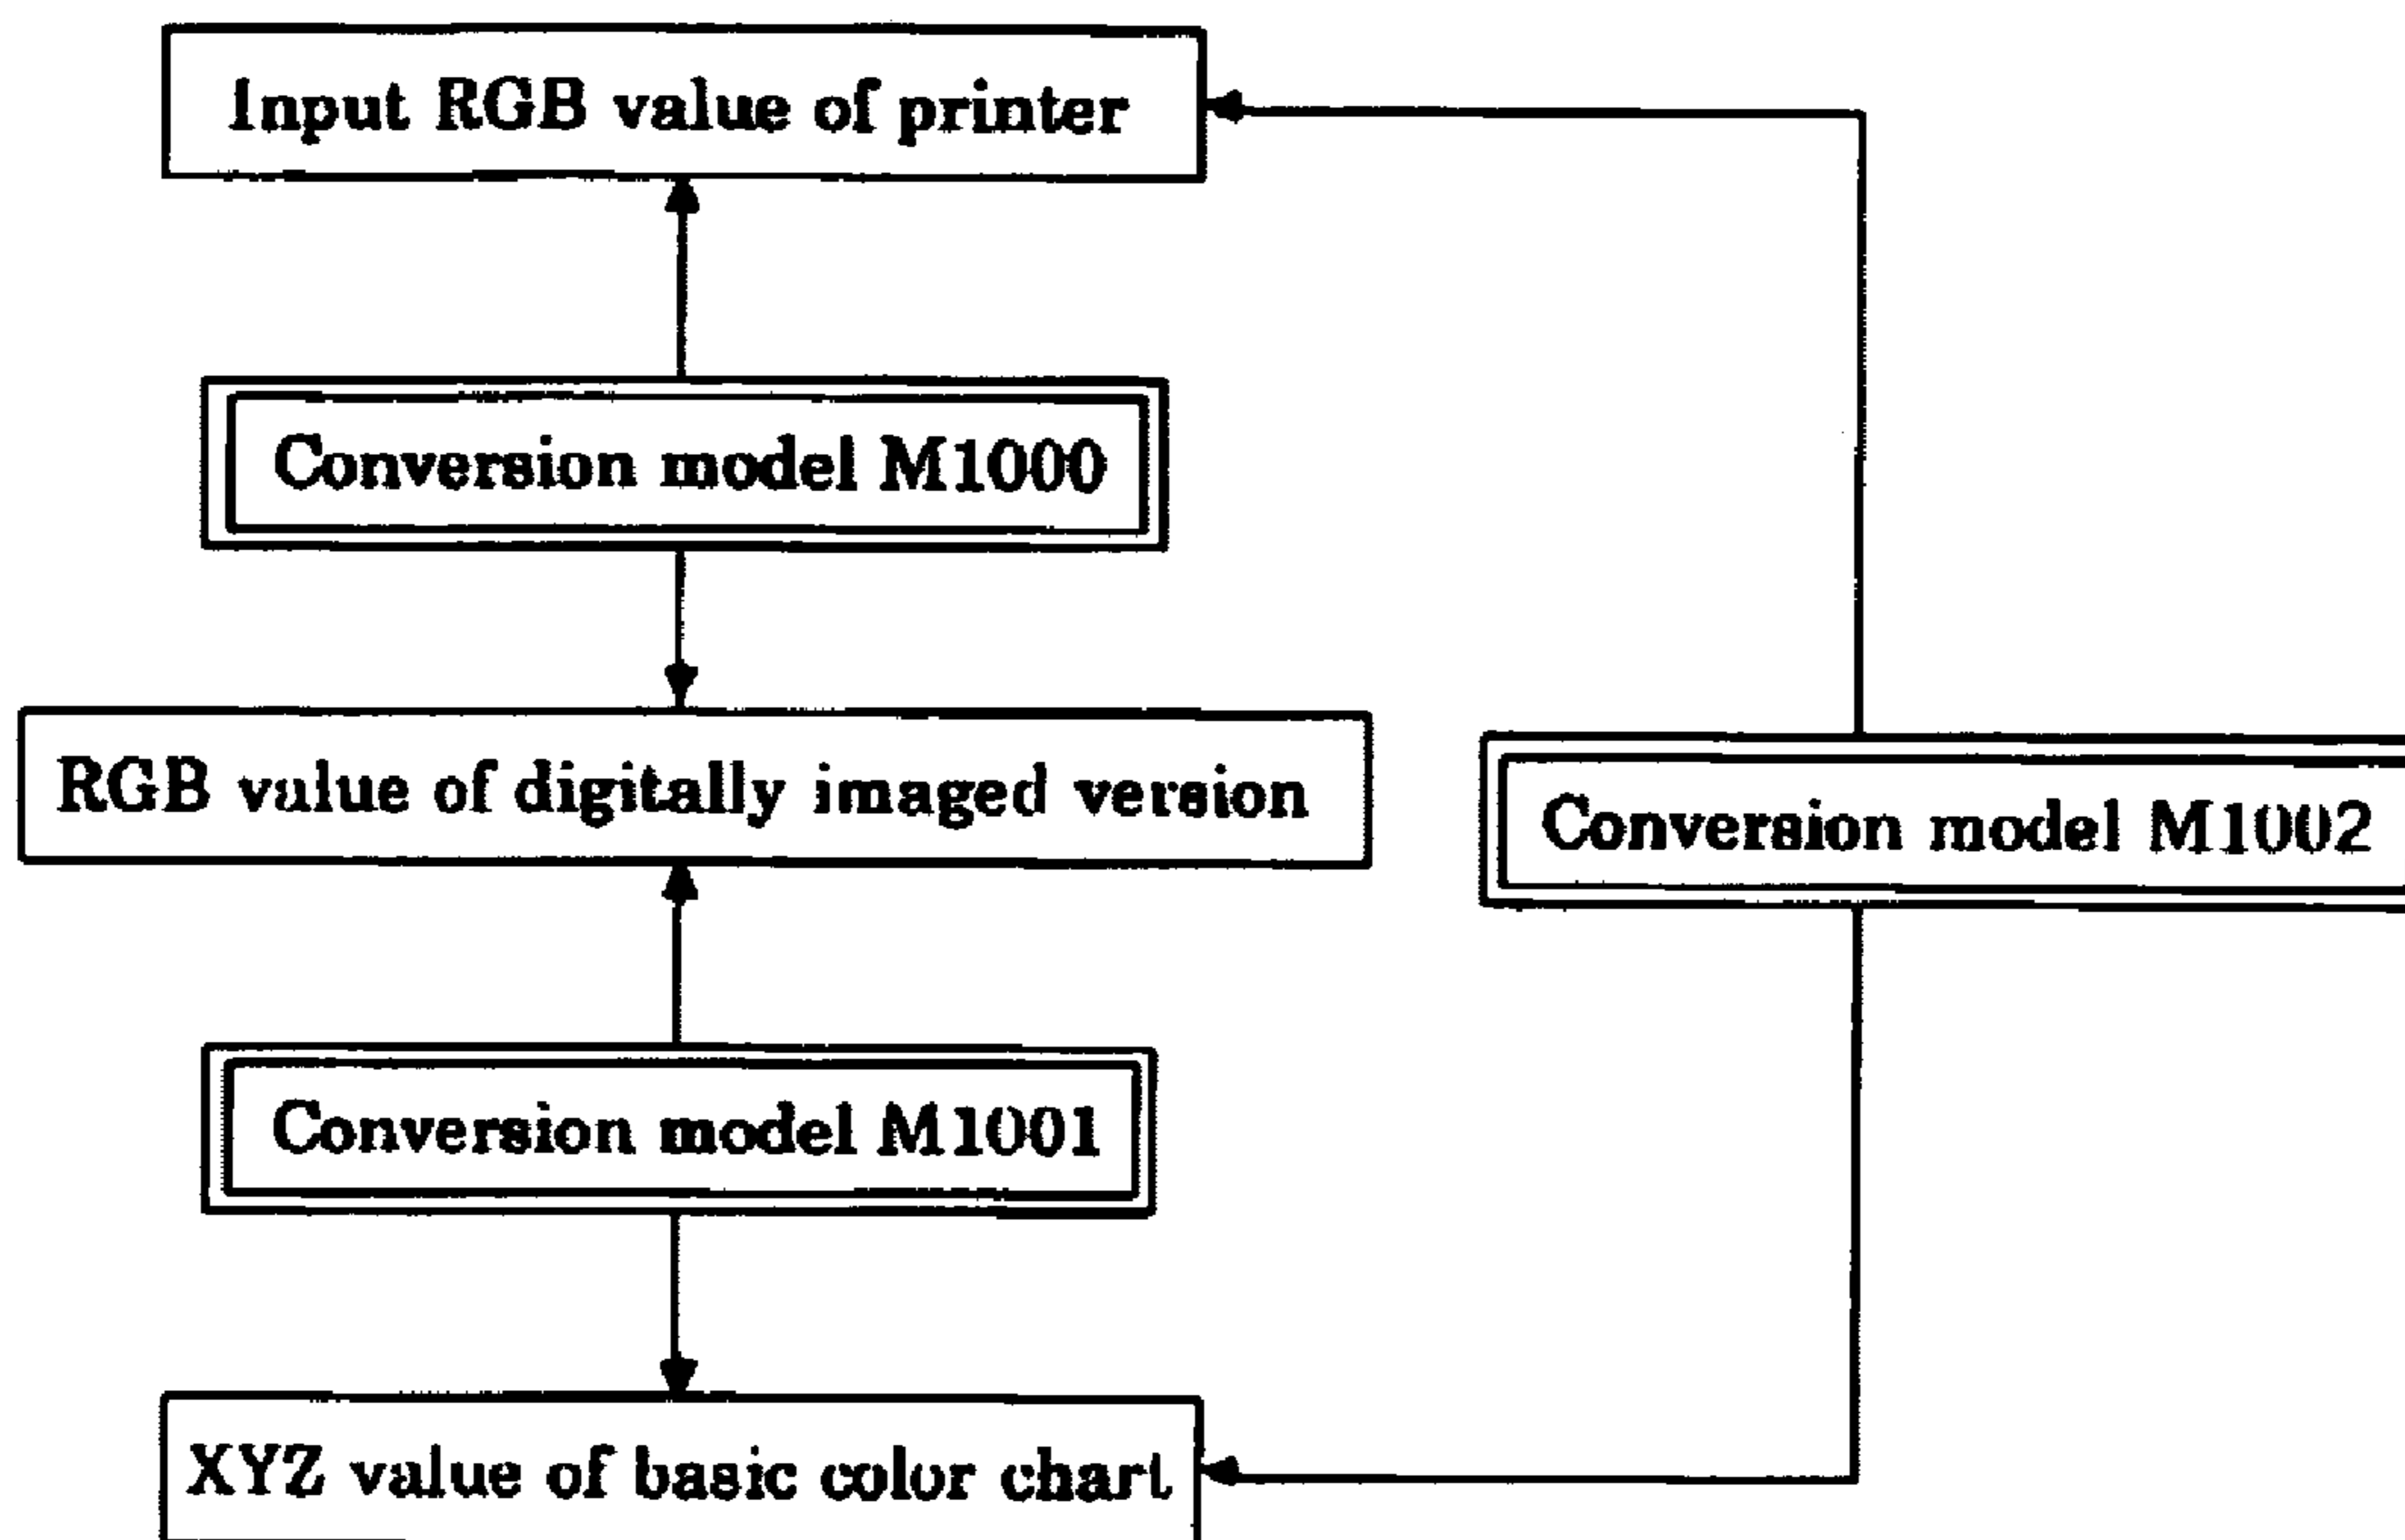 Input RGB value of printer
Conversion model M1000
RGB value of digitally imaged version
Conversion model M1002
Conversion model M1001
XYZ value of basic color chart